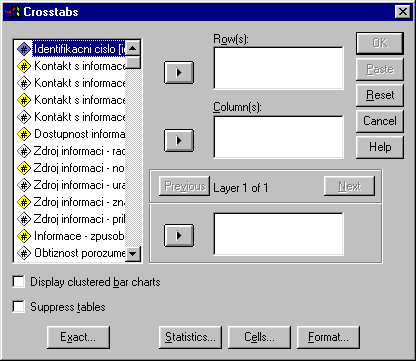 Crosstabs
Identifikacni cislo [ic
Kontakt s informace
Kontakt s informace
Kontakt s informace
Kontakt s informace
Dostupnost informa
Zdroj informaci - rac
Zdroj informaci - no
Zdroj informaci - ura
Zdroj informaci - zna
Zdroj informaci - pril
Informace - zpusob
Obtiznost porozume
Row(s):
Column(s):
Previous
Layer 1 of 1
Next
OK
Paste
Reset
Cancel
Help
Display clustered bar charts
Suppress tables
Exact...
Statistics...
Cells...
Format...